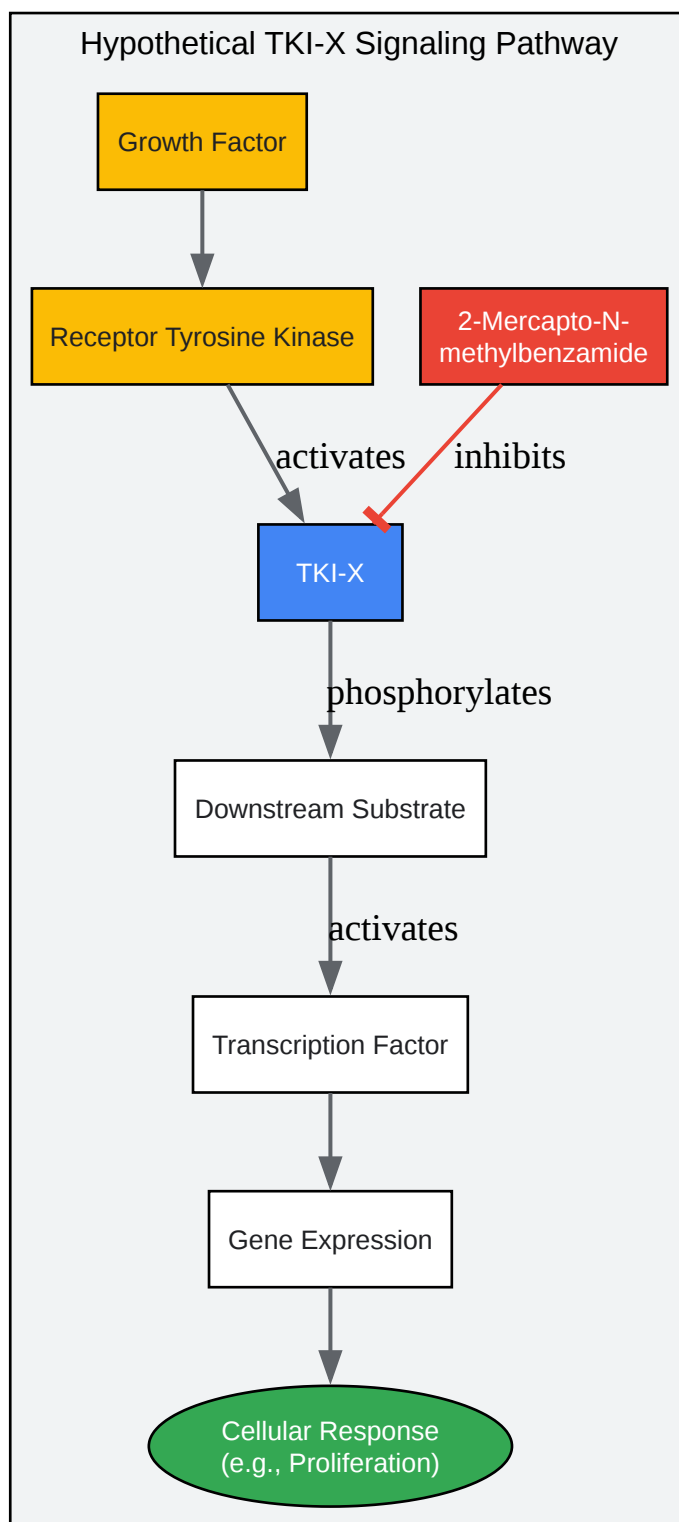 Hypothetical TKI-X Signaling Pathway
Growth Factor
Receptor Tyrosine Kinase
2-Mercapto-N-
methylbenzamide
activates
inhibits
TKI-X
phosphorylates
Downstream Substrate
activates
Transcription Factor
Gene Expression
Cellular Response
(e.g., Proliferation)